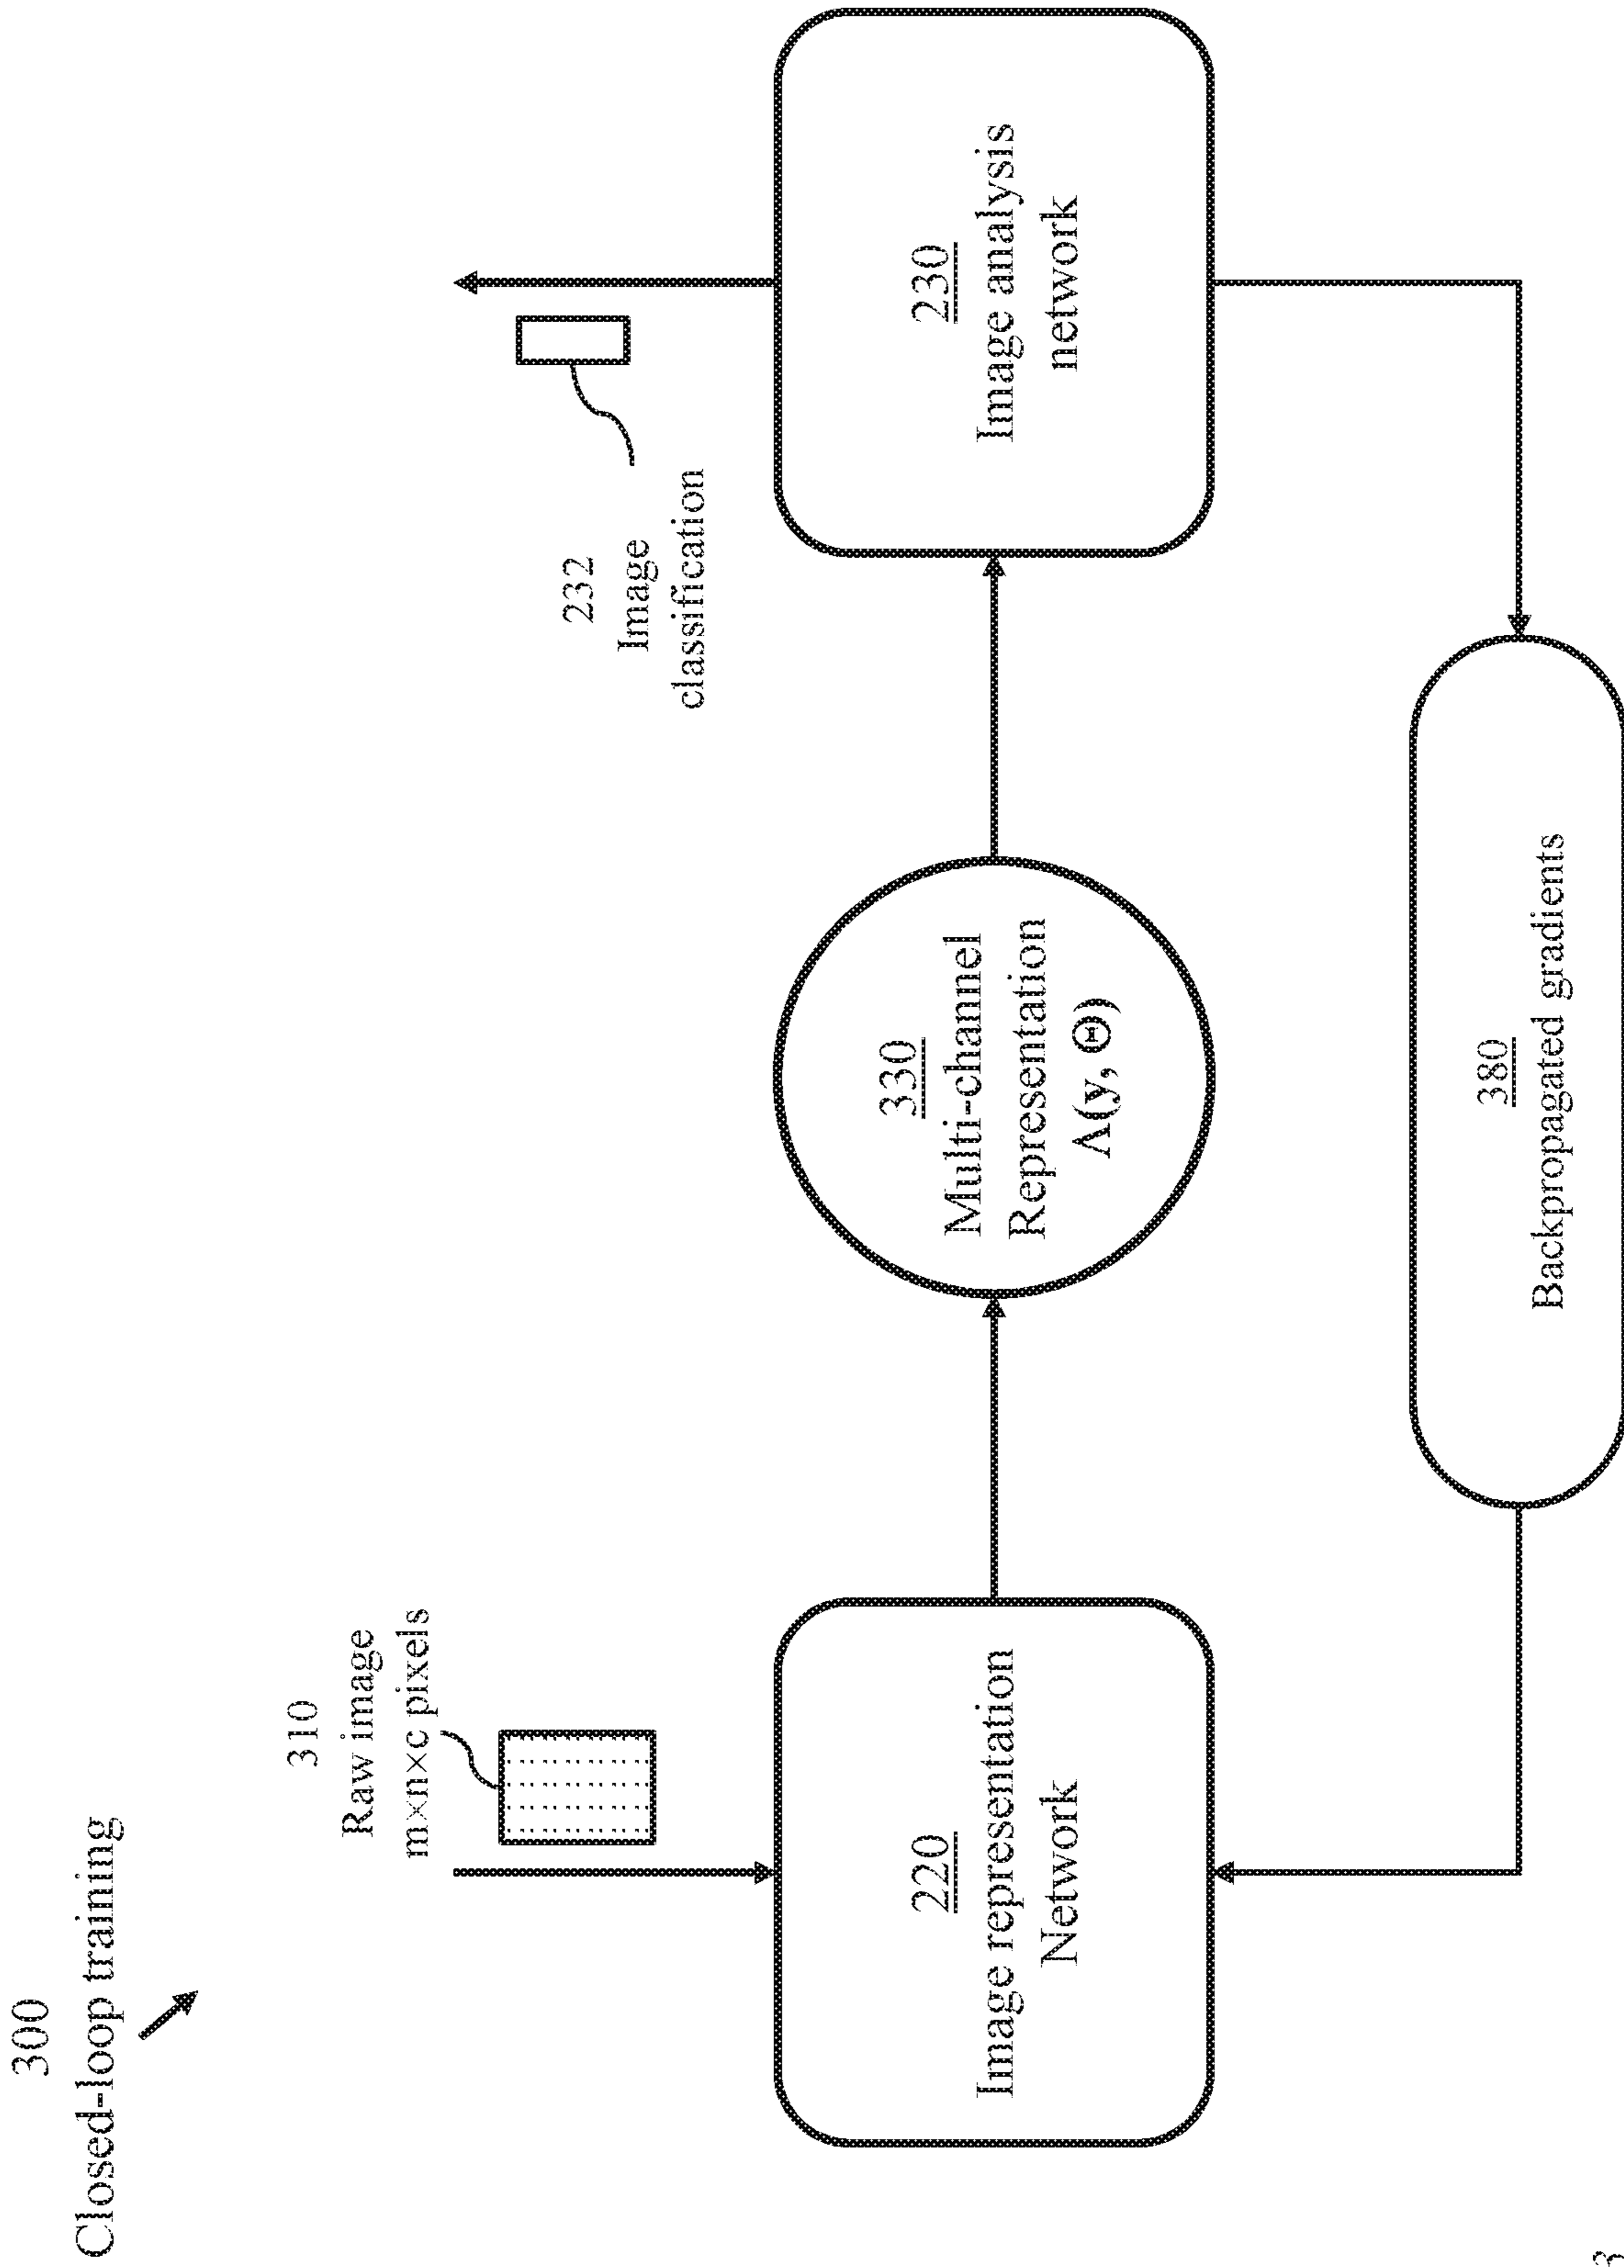 300
Closed-loop training
310
Raw image
m×n×c pixels
232
Image
classification
220
Image representation
Network
330
Multi-channel
Representation
Λ(y, Θ)
230
Image analysis
network
380
Backpropagated gradients
3